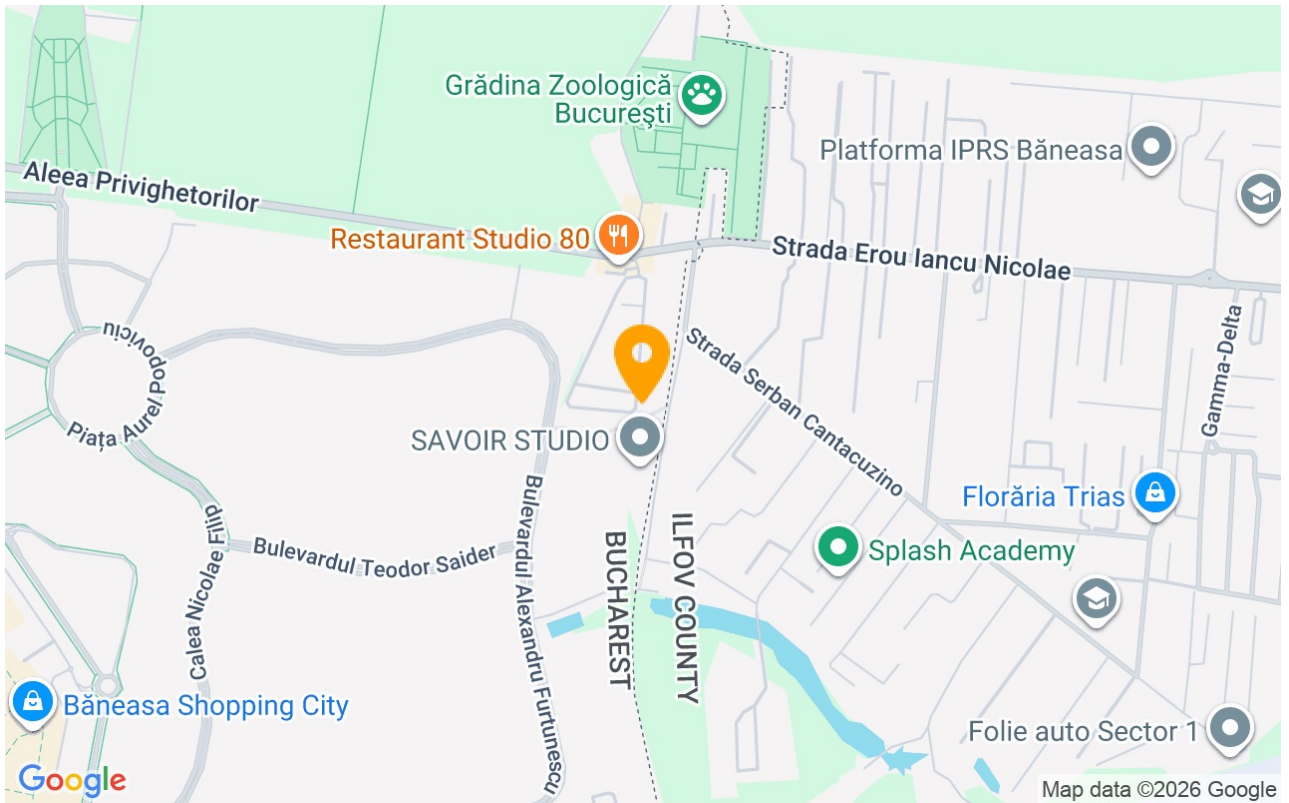 Grădina Zoologică
Bucureşti
Platforma IPRS Băneasa
Aleea Privighetorilor
Restaurant Studio 80
Strada Erou Iancu Nicolae
Piața Aurel Popoviciu
Strada Serban Cantacuzino
Gamma-Delta
SAVOIR STUDIO
Florăria Trias
Calea Nicolae Filip
Bulevardul Teodor Saider
Bulevardul Alexandru Furtunescu
BUCHAREST
ILFOV COUNTY
Splash Academy
Băneasa Shopping City
Folie auto Sector 1
Google
Map data ©2026 Google